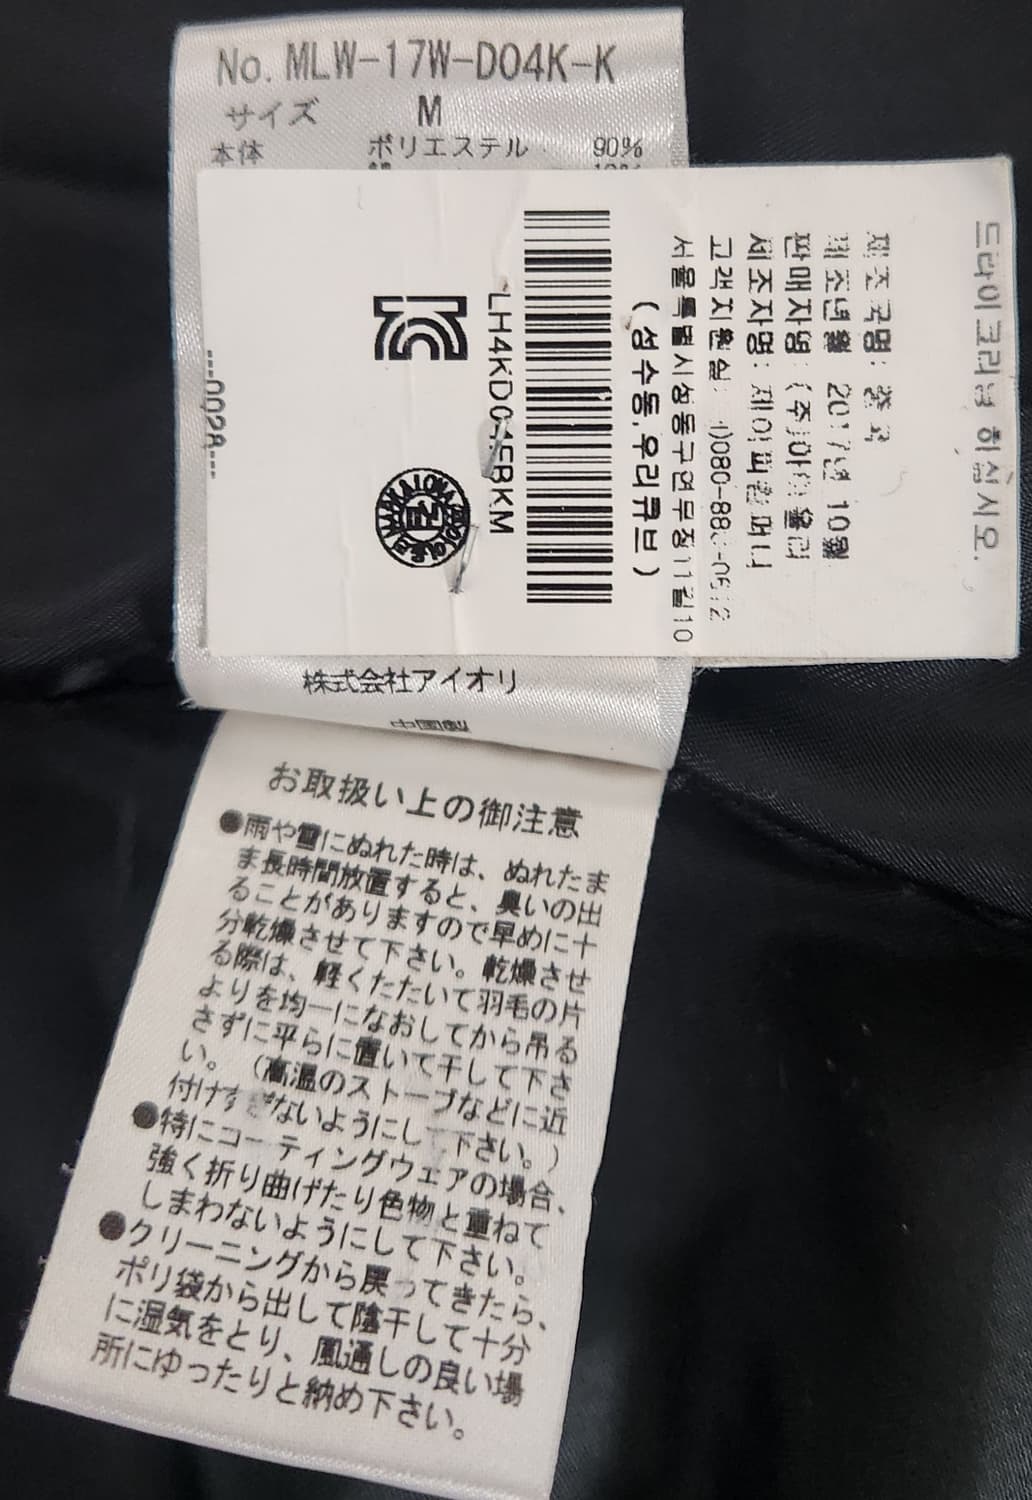 No. MLW-17W-D04K-K
サイズ M
本体 ポリエステル 90%
드라이크리닝 하십시오.
제조국명: 중국
제조년월 2017년 10월
판매자명: (주)아이올리
제조자명: 제이피컴퍼니
고객지원실:
서울특별시성동구연무장11길10
(성수동,우리큐브)
株式会社アイオリ
中国製
お取扱い上の御注意
●雨や雪にぬれた時は、ぬれたま
ま長時間放置すると、臭いの出
ることがありますので早めに十
分乾燥させて下さい。乾燥させ
る際は、軽くたたいて羽毛の片
よりを均一になおしてから吊る
さずに平らに置いて干して下さ
い。(高温のストーブなどに近
付けすぎないようにし 下さい。)
●特にコーティングウェアの場合、
強く折り曲げたり色物と重ねて
しまわないようにして下さい。
●クリーニングから戻ってきたら、
ポリ袋から出して陰干して十分
に湿気をとり、風通しの良い場
所にゆったりと納め下さい。